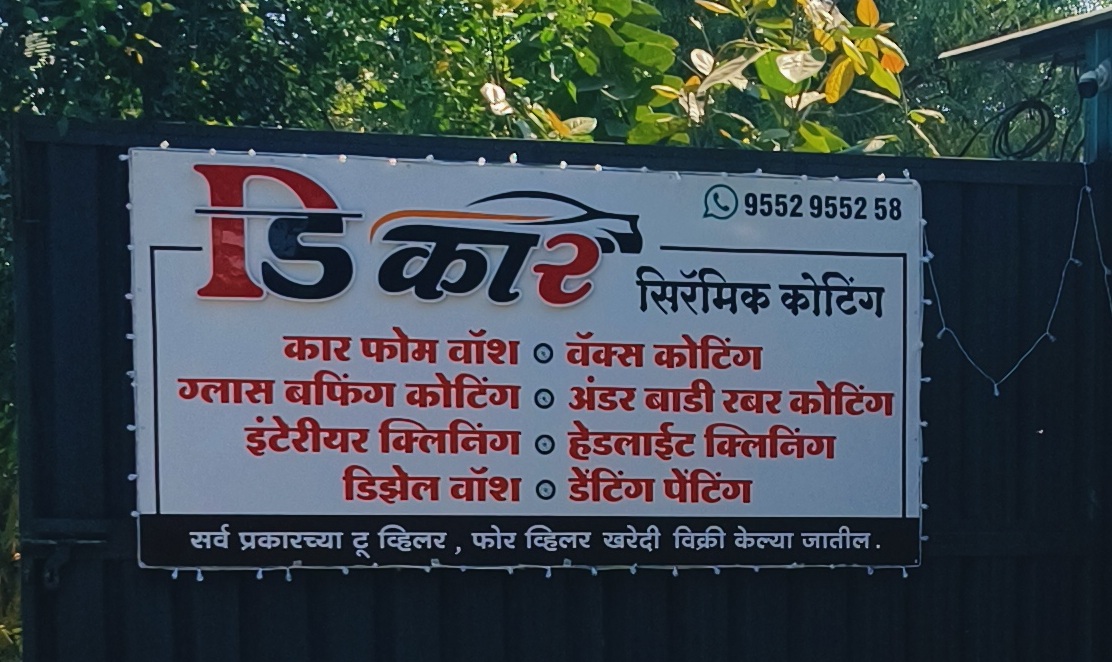 डि कार
9552 9552 58
सिरॅमिक कोटिंग
कार फोम वॉश वॅक्स कोटिंग
ग्लास बफिंग कोटिंग अंडर बाडी रबर कोटिंग
इंटेरीयर क्लिनिंग हेडलाईट क्लिनिंग
डिझेल वॉश डेंटिंग पेंटिंग
सर्व प्रकारच्या टू व्हिलर , फोर व्हिलर खरेदी विक्री केल्या जातील .